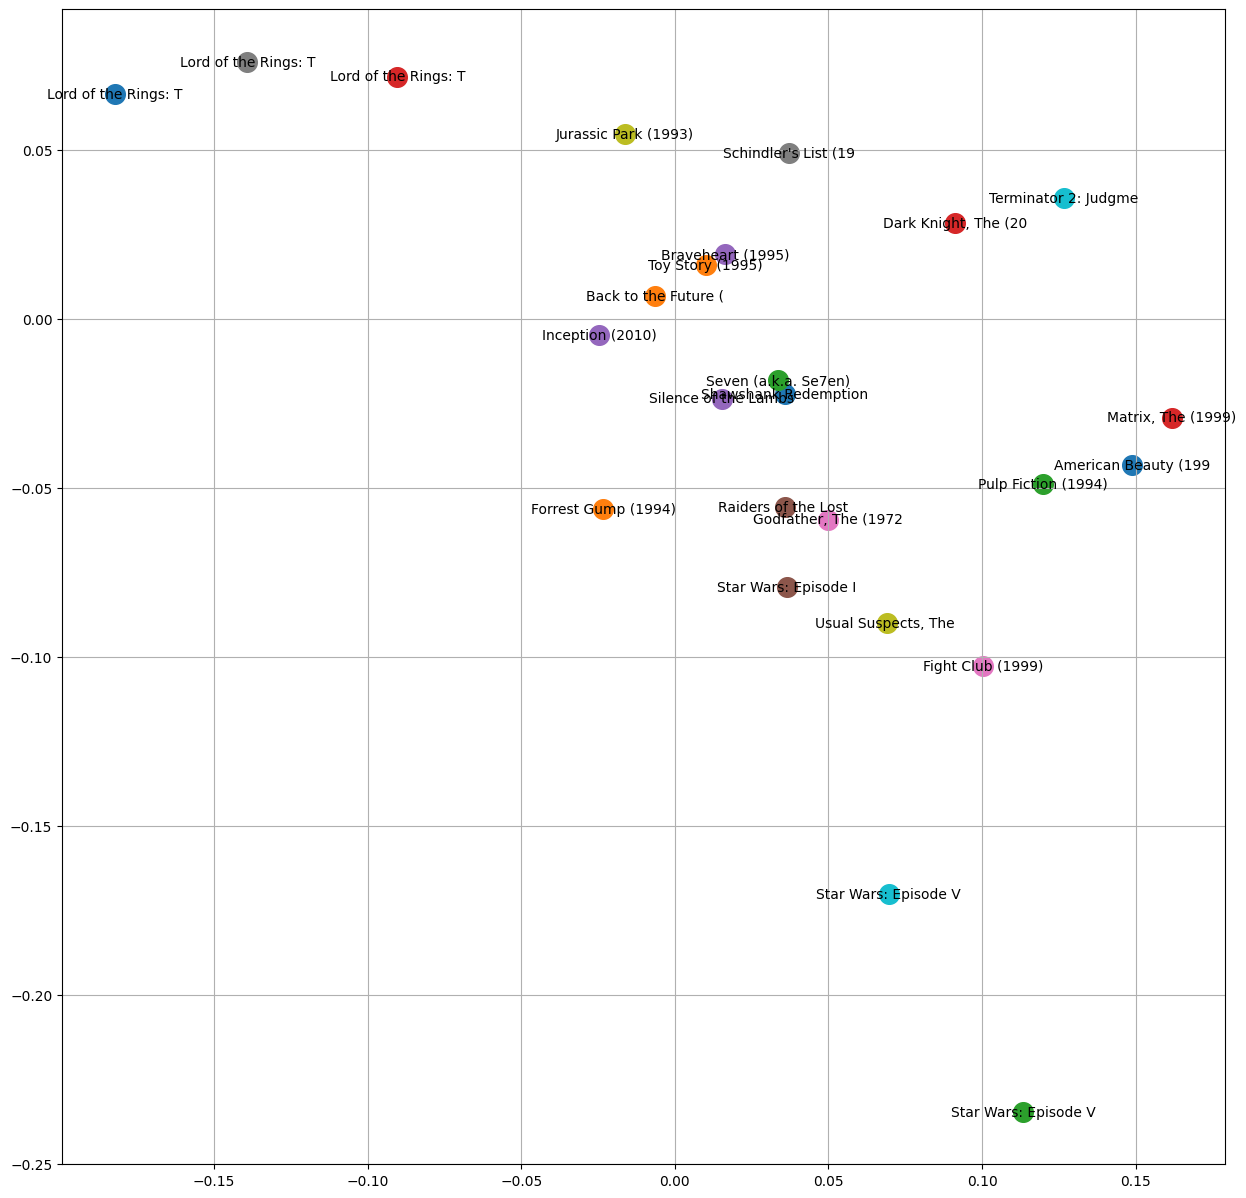 Lord of the Rings: T
Lord of the Rings: T
Lord of the Rings: T
Jurassic Park (1993)
Schindler's List (19
Terminator 2: Judgme
Dark Knight, The (20
Braveheart (1995)
Toy Story (1995)
Back to the Future (
Inception (2010)
Seven (a.k.a. Se7en)
Shawshank Redemption
Silence of the Lambs
Matrix, The (1999)
American Beauty (199
Pulp Fiction (1994)
Raiders of the Lost
Forrest Gump (1994)
Godfather, The (1972
Star Wars: Episode I
Usual Suspects, The
Fight Club (1999)
Star Wars: Episode V
Star Wars: Episode V
0.05
0.00
−0.05
−0.10
−0.15
−0.20
−0.25
−0.15
−0.10
−0.05
0.00
0.05
0.10
0.15